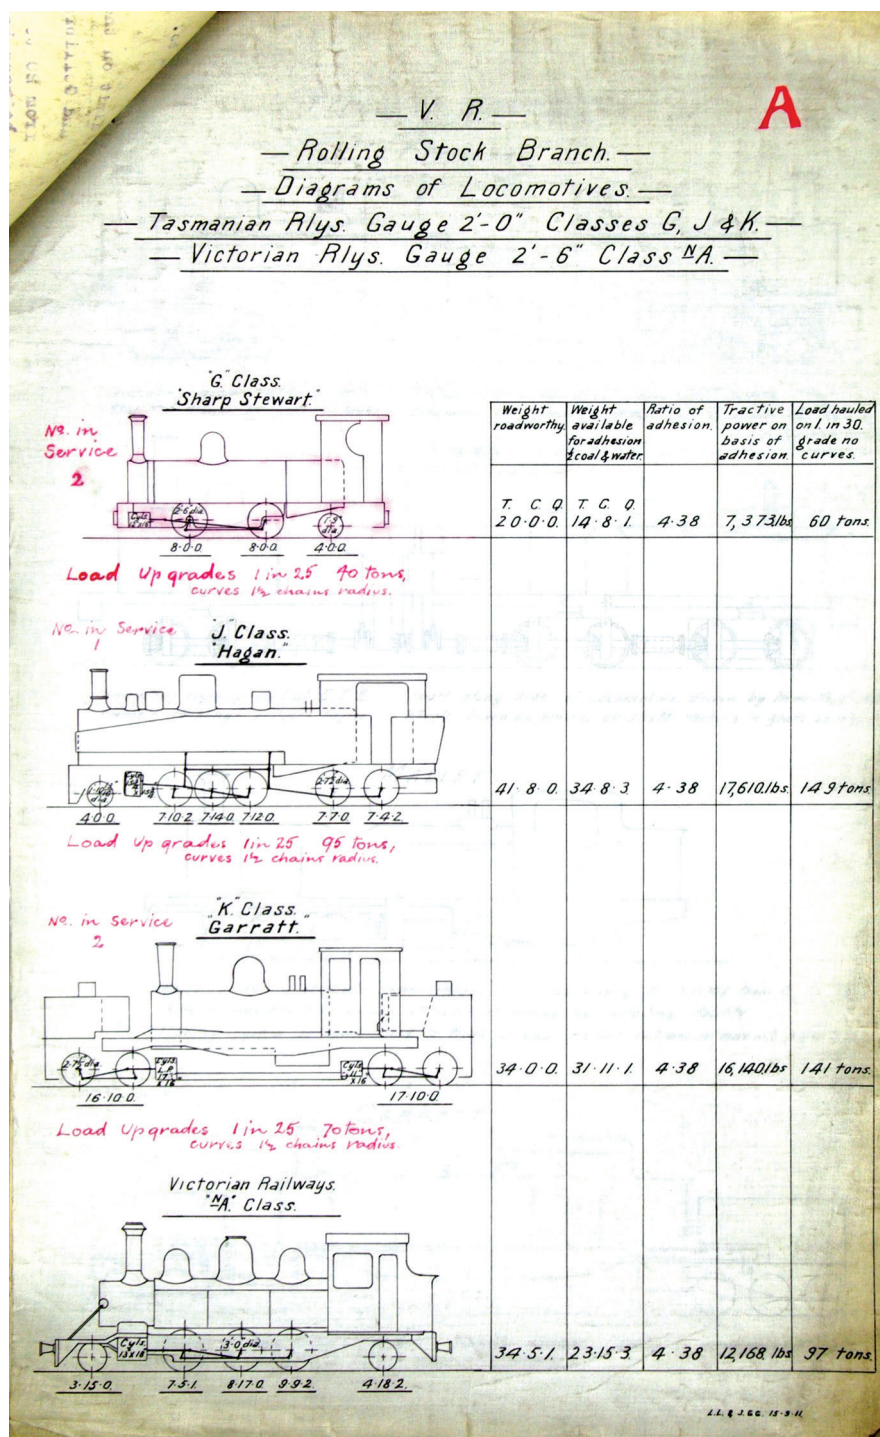 — V. R. —
— Rolling Stock Branch. —
— Diagrams of Locomotives. —
— Tasmanian Rlys. Gauge 2'-0" Classes G, J & K. —
— Victorian Rlys. Gauge 2'-6" Class NA. —
A
"G." Class.
"Sharp Stewart."
No. in
Service
2
Weight roadworthy.
Weight available for adhesion ½ coal & water.
Ratio of adhesion.
Tractive power on basis of adhesion.
Load hauled on 1 in 30. grade no curves.
T. C. Q. T. C. Q.
20·0·0. 14·8·1. 4·38 7,373 lbs 60 tons.
2·6 dia
8·0·0. 8·0·0. 4·0·0.
Load Up grades 1 in 25 40 tons,
curves 1½ chains radius.
No. in Service
1
"J" Class.
"Hagan."
2·7½ dia
41·8·0. 34·8·3 4·38 17,610 lbs. 149 tons.
4·0·0 7·10·2 7·14·0. 7·12·0. 7·7·0. 7·4·2.
Load Up grades 1 in 25 95 tons,
curves 1½ chains radius.
No. in Service
2
"K." Class.
Garratt."
Cyls. L.P. 17 x 16
Cyls. 11 x 16
34·0·0. 31·11·1. 4·38 16,140 lbs 141 tons.
16·10·0. 17·10·0.
Load Up grades 1 in 25 70 tons,
curves 1½ chains radius.
Victorian Railways.
"NA." Class.
Cyls. 13 x 18
3·0 dia.
34·5·1. 23·15·3. 4·38 12,168 lbs 97 tons.
3·15·0. 7·5·1. 8·17·0. 9·9·2. 4·18·2.
L.L. & J.G.G. 15·9·11.